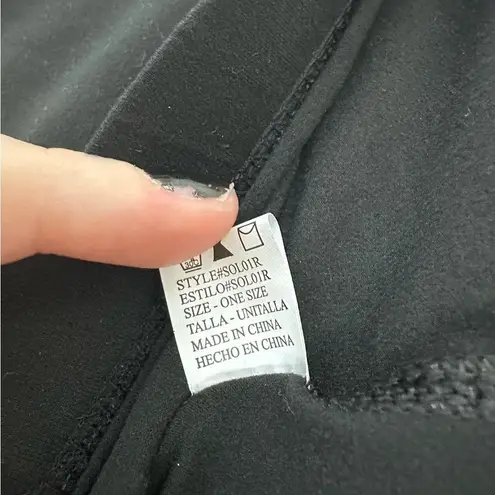 STYLE#SOL01R
ESTILO#SOL01R
SIZE - ONE SIZE
TALLA - UNITALLA
MADE IN CHINA
HECHO EN CHINA